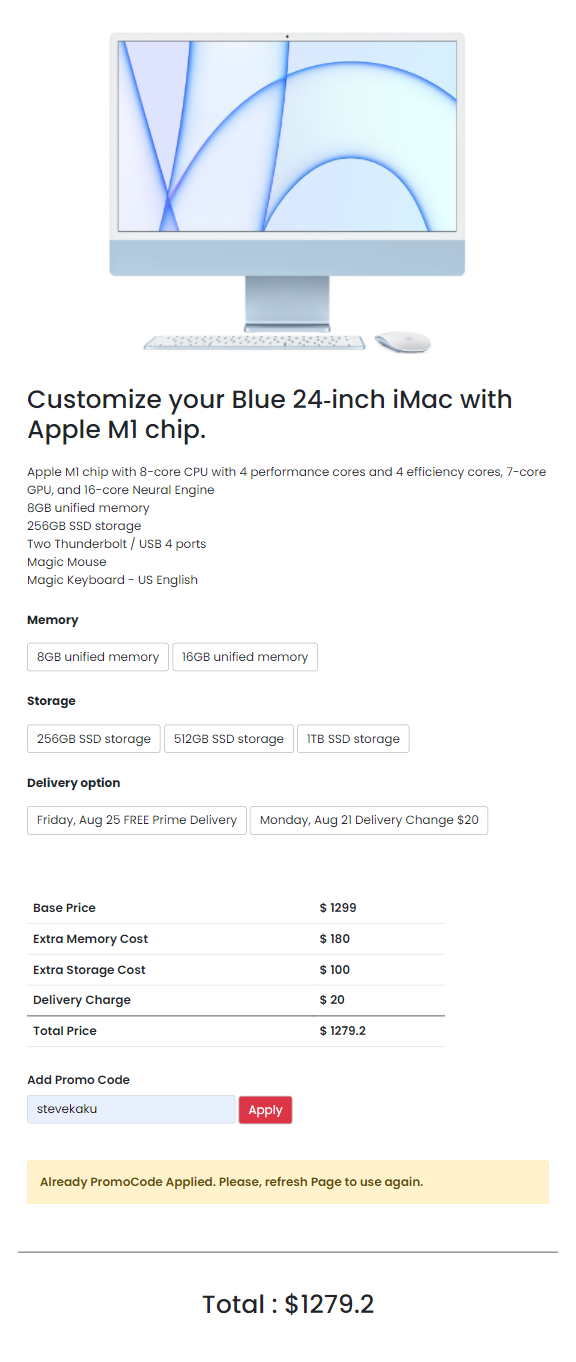 Customize your Blue 24-inch iMac with
Apple M1 chip.
Apple M1 chip with 8-core CPU with 4 performance cores and 4 efficiency cores, 7-core
GPU, and 16-core Neural Engine
8GB unified memory
256GB SSD storage
Two Thunderbolt / USB 4 ports
Magic Mouse
Magic Keyboard - US English
Memory
8GB unified memory 16GB unified memory
Storage
256GB SSD storage 512GB SSD storage 1TB SSD storage
Delivery option
Friday, Aug 25 FREE Prime Delivery Monday, Aug 21 Delivery Change $20
Base Price $ 1299
Extra Memory Cost $ 180
Extra Storage Cost $ 100
Delivery Charge $ 20
Total Price $ 1279.2
Add Promo Code
stevekaku Apply
Already PromoCode Applied. Please, refresh Page to use again.
Total : $1279.2